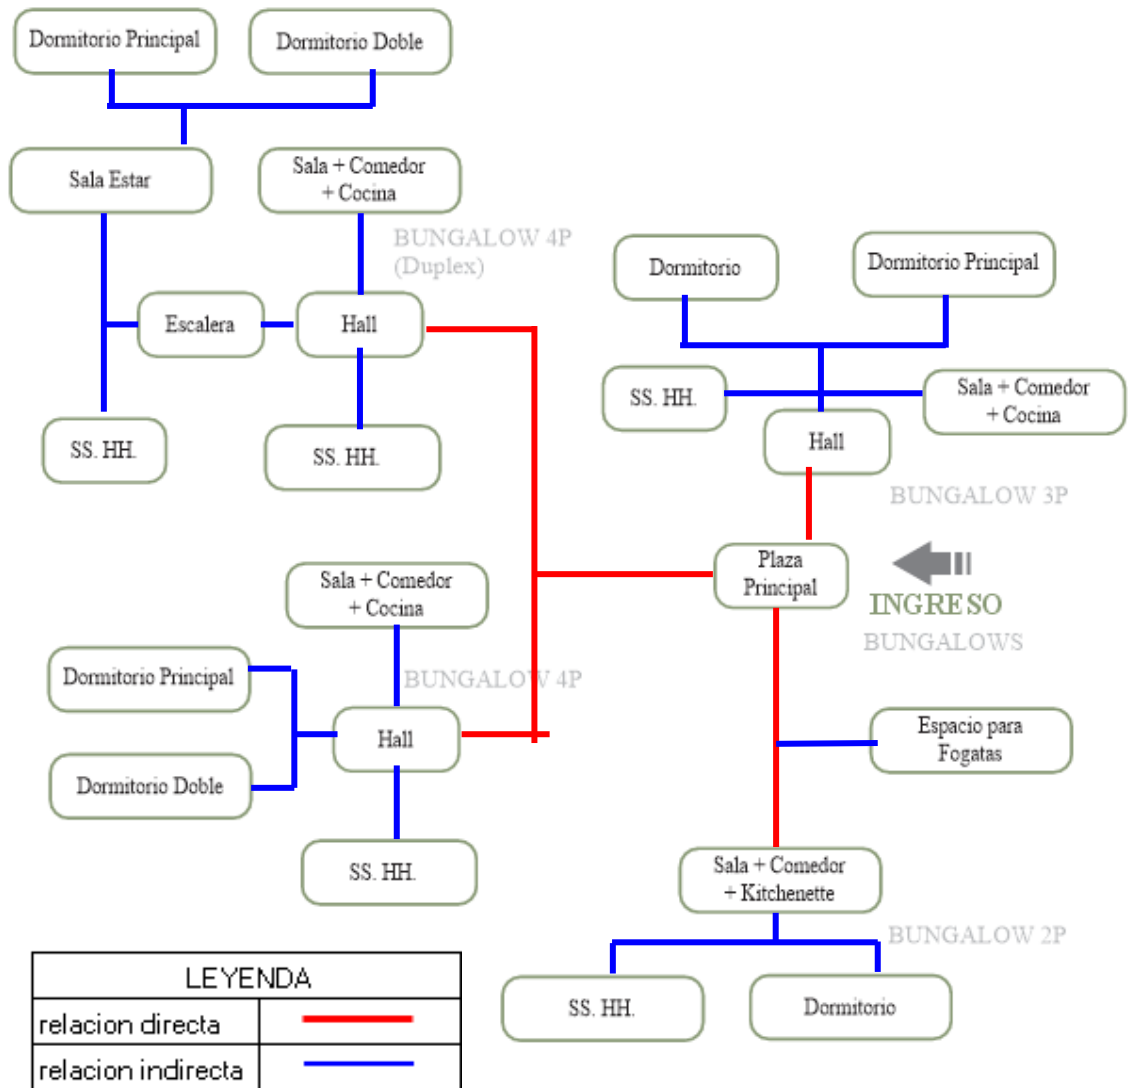 Dormitorio Principal
Dormitorio Doble
Sala Estar
Sala + Comedor
+ Cocina
BUNGALOW 4P
(Duplex)
Escalera
Hall
SS. HH.
SS. HH.
Dormitorio
Dormitorio Principal
SS. HH.
Sala + Comedor
+ Cocina
Hall
BUNGALOW 3P
Plaza
Principal
INGRESO
BUNGALOWS
Sala + Comedor
+ Cocina
Dormitorio Principal
BUNGALOW 4P
Hall
Dormitorio Doble
SS. HH.
Espacio para
Fogatas
Sala + Comedor
+ Kitchenette
BUNGALOW 2P
SS. HH.
Dormitorio
LEYENDA
relacion directa
relacion indirecta